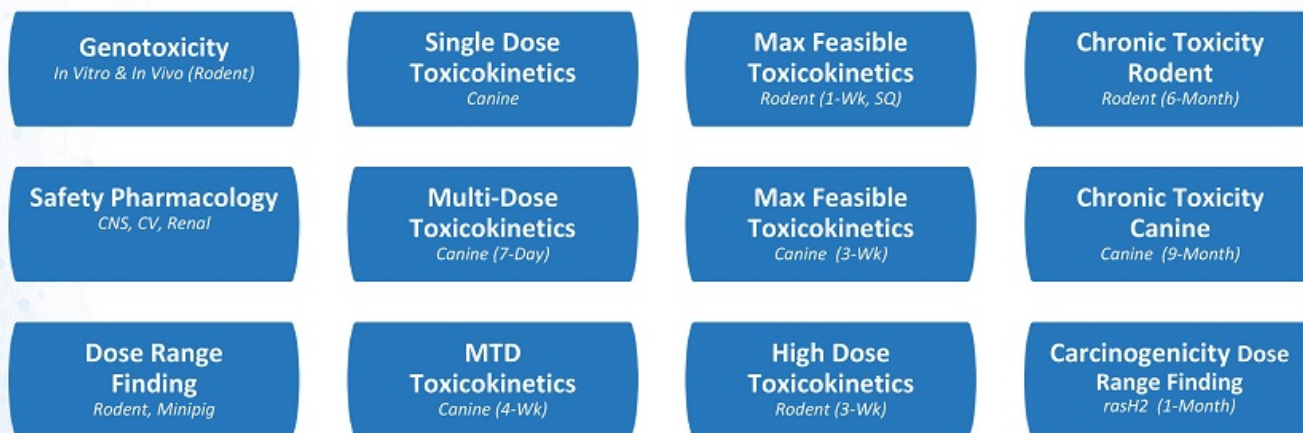 Genotoxicity
In Vitro & In Vivo (Rodent)
Single Dose
Toxicokinetics
Canine
Max Feasible
Toxicokinetics
Rodent (1-Wk, SQ)
Chronic Toxicity
Rodent
Rodent (6-Month)
Safety Pharmacology
CNS, CV, Renal
Multi-Dose
Toxicokinetics
Canine (7-Day)
Max Feasible
Toxicokinetics
Canine (3-Wk)
Chronic Toxicity
Canine
Canine (9-Month)
Dose Range
Finding
Rodent, Minipig
MTD
Toxicokinetics
Canine (4-Wk)
High Dose
Toxicokinetics
Rodent (3-Wk)
Carcinogenicity Dose
Range Finding
rasH2 (1-Month)